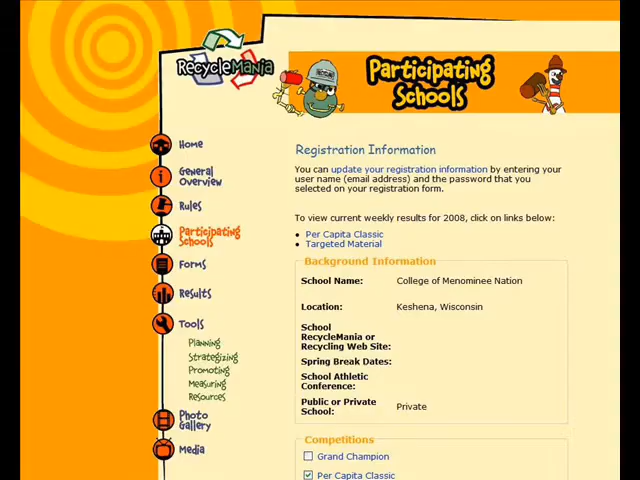 RecycleMania
Participating
Schools
Home
General
Overview
Rules
Participating
Schools
Forms
Results
Tools
Planning
Strategizing
Promoting
Measuring
Resources
Photo
Gallery
Media
Registration Information
You can update your registration information by entering your
user name (email address) and the password that you
selected on your registration form.
To view current weekly results for 2008, click on links below:
Per Capita Classic
Targeted Material
Background Information
School Name: College of Menominee Nation
Location: Keshena, Wisconsin
School
RecycleMania or
Recycling Web Site:
Spring Break Dates:
School Athletic
Conference:
Public or Private
School: Private
Competitions
Grand Champion
Per Capita Classic